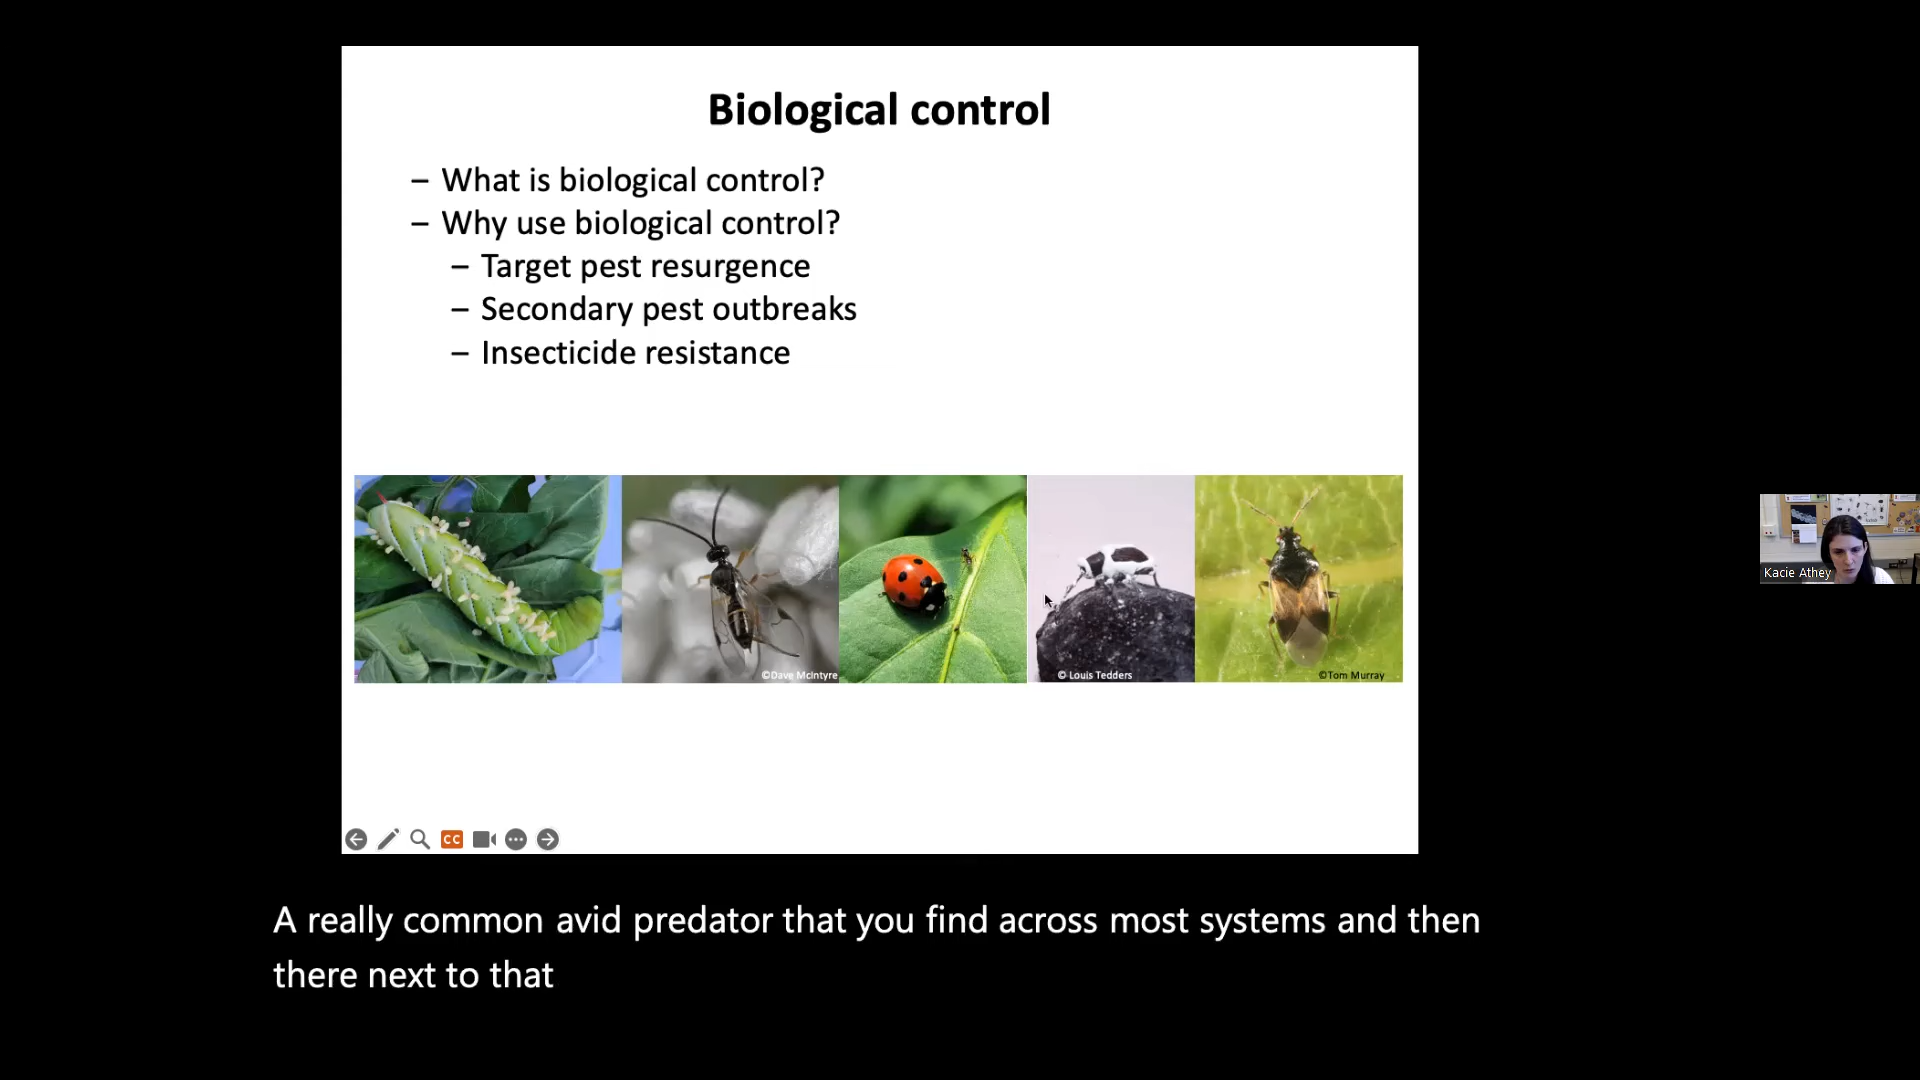 Biological control
– What is biological control?
– Why use biological control?
– Target pest resurgence
– Secondary pest outbreaks
– Insecticide resistance
©Dave McIntyre
© Louis Tedders
©Tom Murray
Kacie Athey
CC
A really common avid predator that you find across most systems and then
there next to that